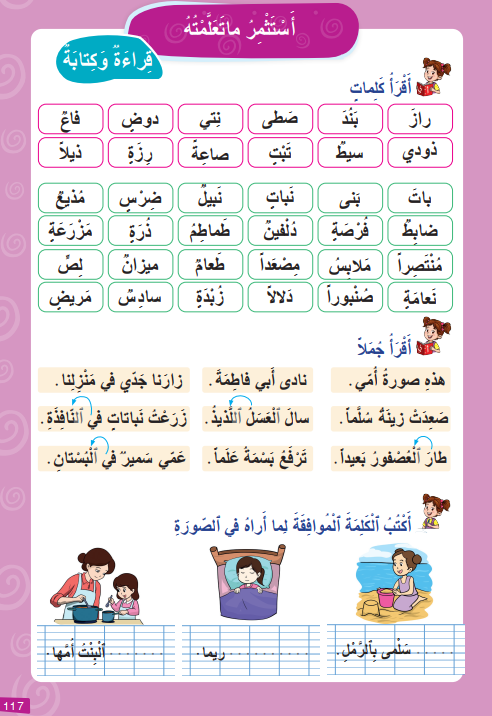 أَسْتَثْمِرُ ماتَعَلَّمْتُهُ
قِراءَةٌ وَكِتابَةٌ
أَقْرَأُ كَلِماتٍ
رازَ بَنُدَ صَطى نِتي دوضٍ فاعٌ
ذودي سيطٌ تَبْتٍ صاعِةً رِزَةٍ ذيلاً
باتَ بَنى نَباتٍ نَبيلٌ ضِرْسٍ مُذيعٌ
ضابِطٌ فُرْصَةٍ دُلْفينٌ طَماطِمُ ذُرَةٍ مَزْرَعَةٍ
مُنْتَصِراً مَلابِسُ مِصْعَداً طَعامٌ ميزانٌ لِصٌّ
نَعامَةٍ صُنْبوراً دَلالاً زُبْدَةٍ سادِسٌ مَريضٍ
أَقْرَأُ جُمَلاً
هذِهِ صورَةُ أُمّي. نادى أَبي فاطِمَةَ. زارَنا جَدّي في مَنْزِلِنا.
صَعِدَتْ زينَةُ سُلَّماً. سالَ ٱلْعَسَلُ ٱللَّذيذُ. زَرَعْتُ نَباتاتٍ في ٱلنّافِذَةِ.
طارَ ٱلْعُصْفورُ بَعيداً. تَرْفَعُ بَسْمَةُ عَلَماً. عَمّي سَميرٌ في ٱلْبُسْتانِ.
أَكْتُبُ ٱلْكَلِمَةَ ٱلْمُوافِقَةَ لِما أَراهُ في ٱلصّورَةِ
..... سَلْمى بِٱلرَّمْلِ. ........ ريما. ٱلْبِنْتُ ........ أُمَّها.
117